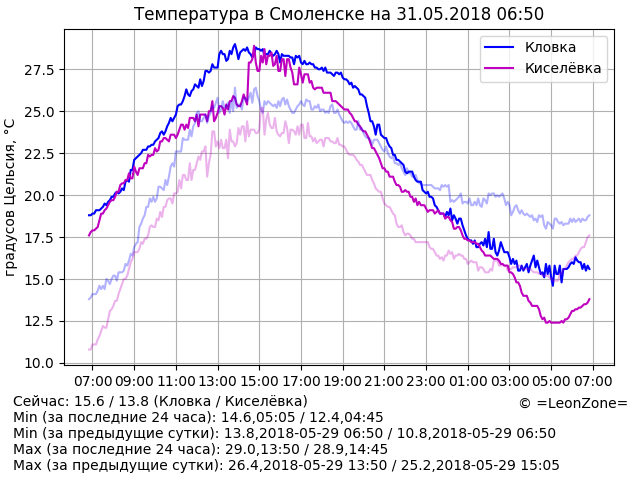 Температура в Смоленске на 31.05.2018 06:50
градусов Цельсия, °C
27.5
25.0
22.5
20.0
17.5
15.0
12.5
10.0
Кловка
Киселёвка
07:00 09:00 11:00 13:00 15:00 17:00 19:00 21:00 23:00 01:00 03:00 05:00 07:00
Сейчас: 15.6 / 13.8 (Кловка / Киселёвка)
© =LeonZone=
Min (за последние 24 часа): 14.6,05:05 / 12.4,04:45
Min (за предыдущие сутки): 13.8,2018-05-29 06:50 / 10.8,2018-05-29 06:50
Max (за последние 24 часа): 29.0,13:50 / 28.9,14:45
Max (за предыдущие сутки): 26.4,2018-05-29 13:50 / 25.2,2018-05-29 15:05